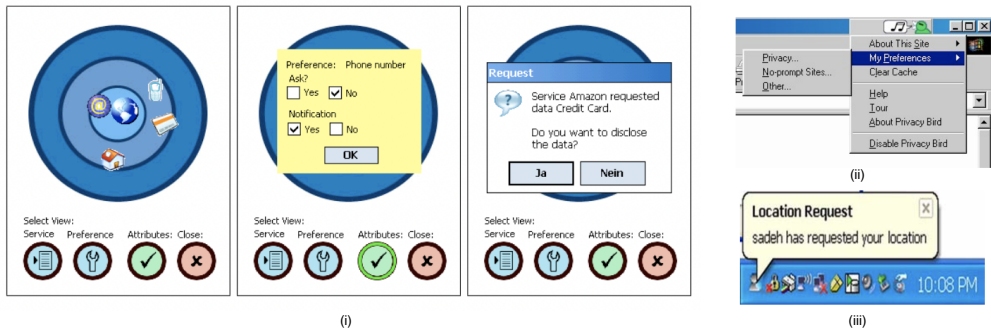 Select View:
Service Preference Attributes: Close:
Preference: Phone number
Ask?
Yes No
Notification
Yes No
OK
Select View:
Service Preference Attributes: Close:
Request
Service Amazon requested
data Credit Card.
Do you want to disclose
the data?
Ja Nein
Select View:
Service Preference Attributes: Close:
(i)
About This Site
My Preferences
Clear Cache
Help
Tour
About Privacy Bird
Disable Privacy Bird
Privacy...
No-prompt Sites...
Other...
(ii)
Location Request
sadeh has requested your location
10:08 PM
(iii)